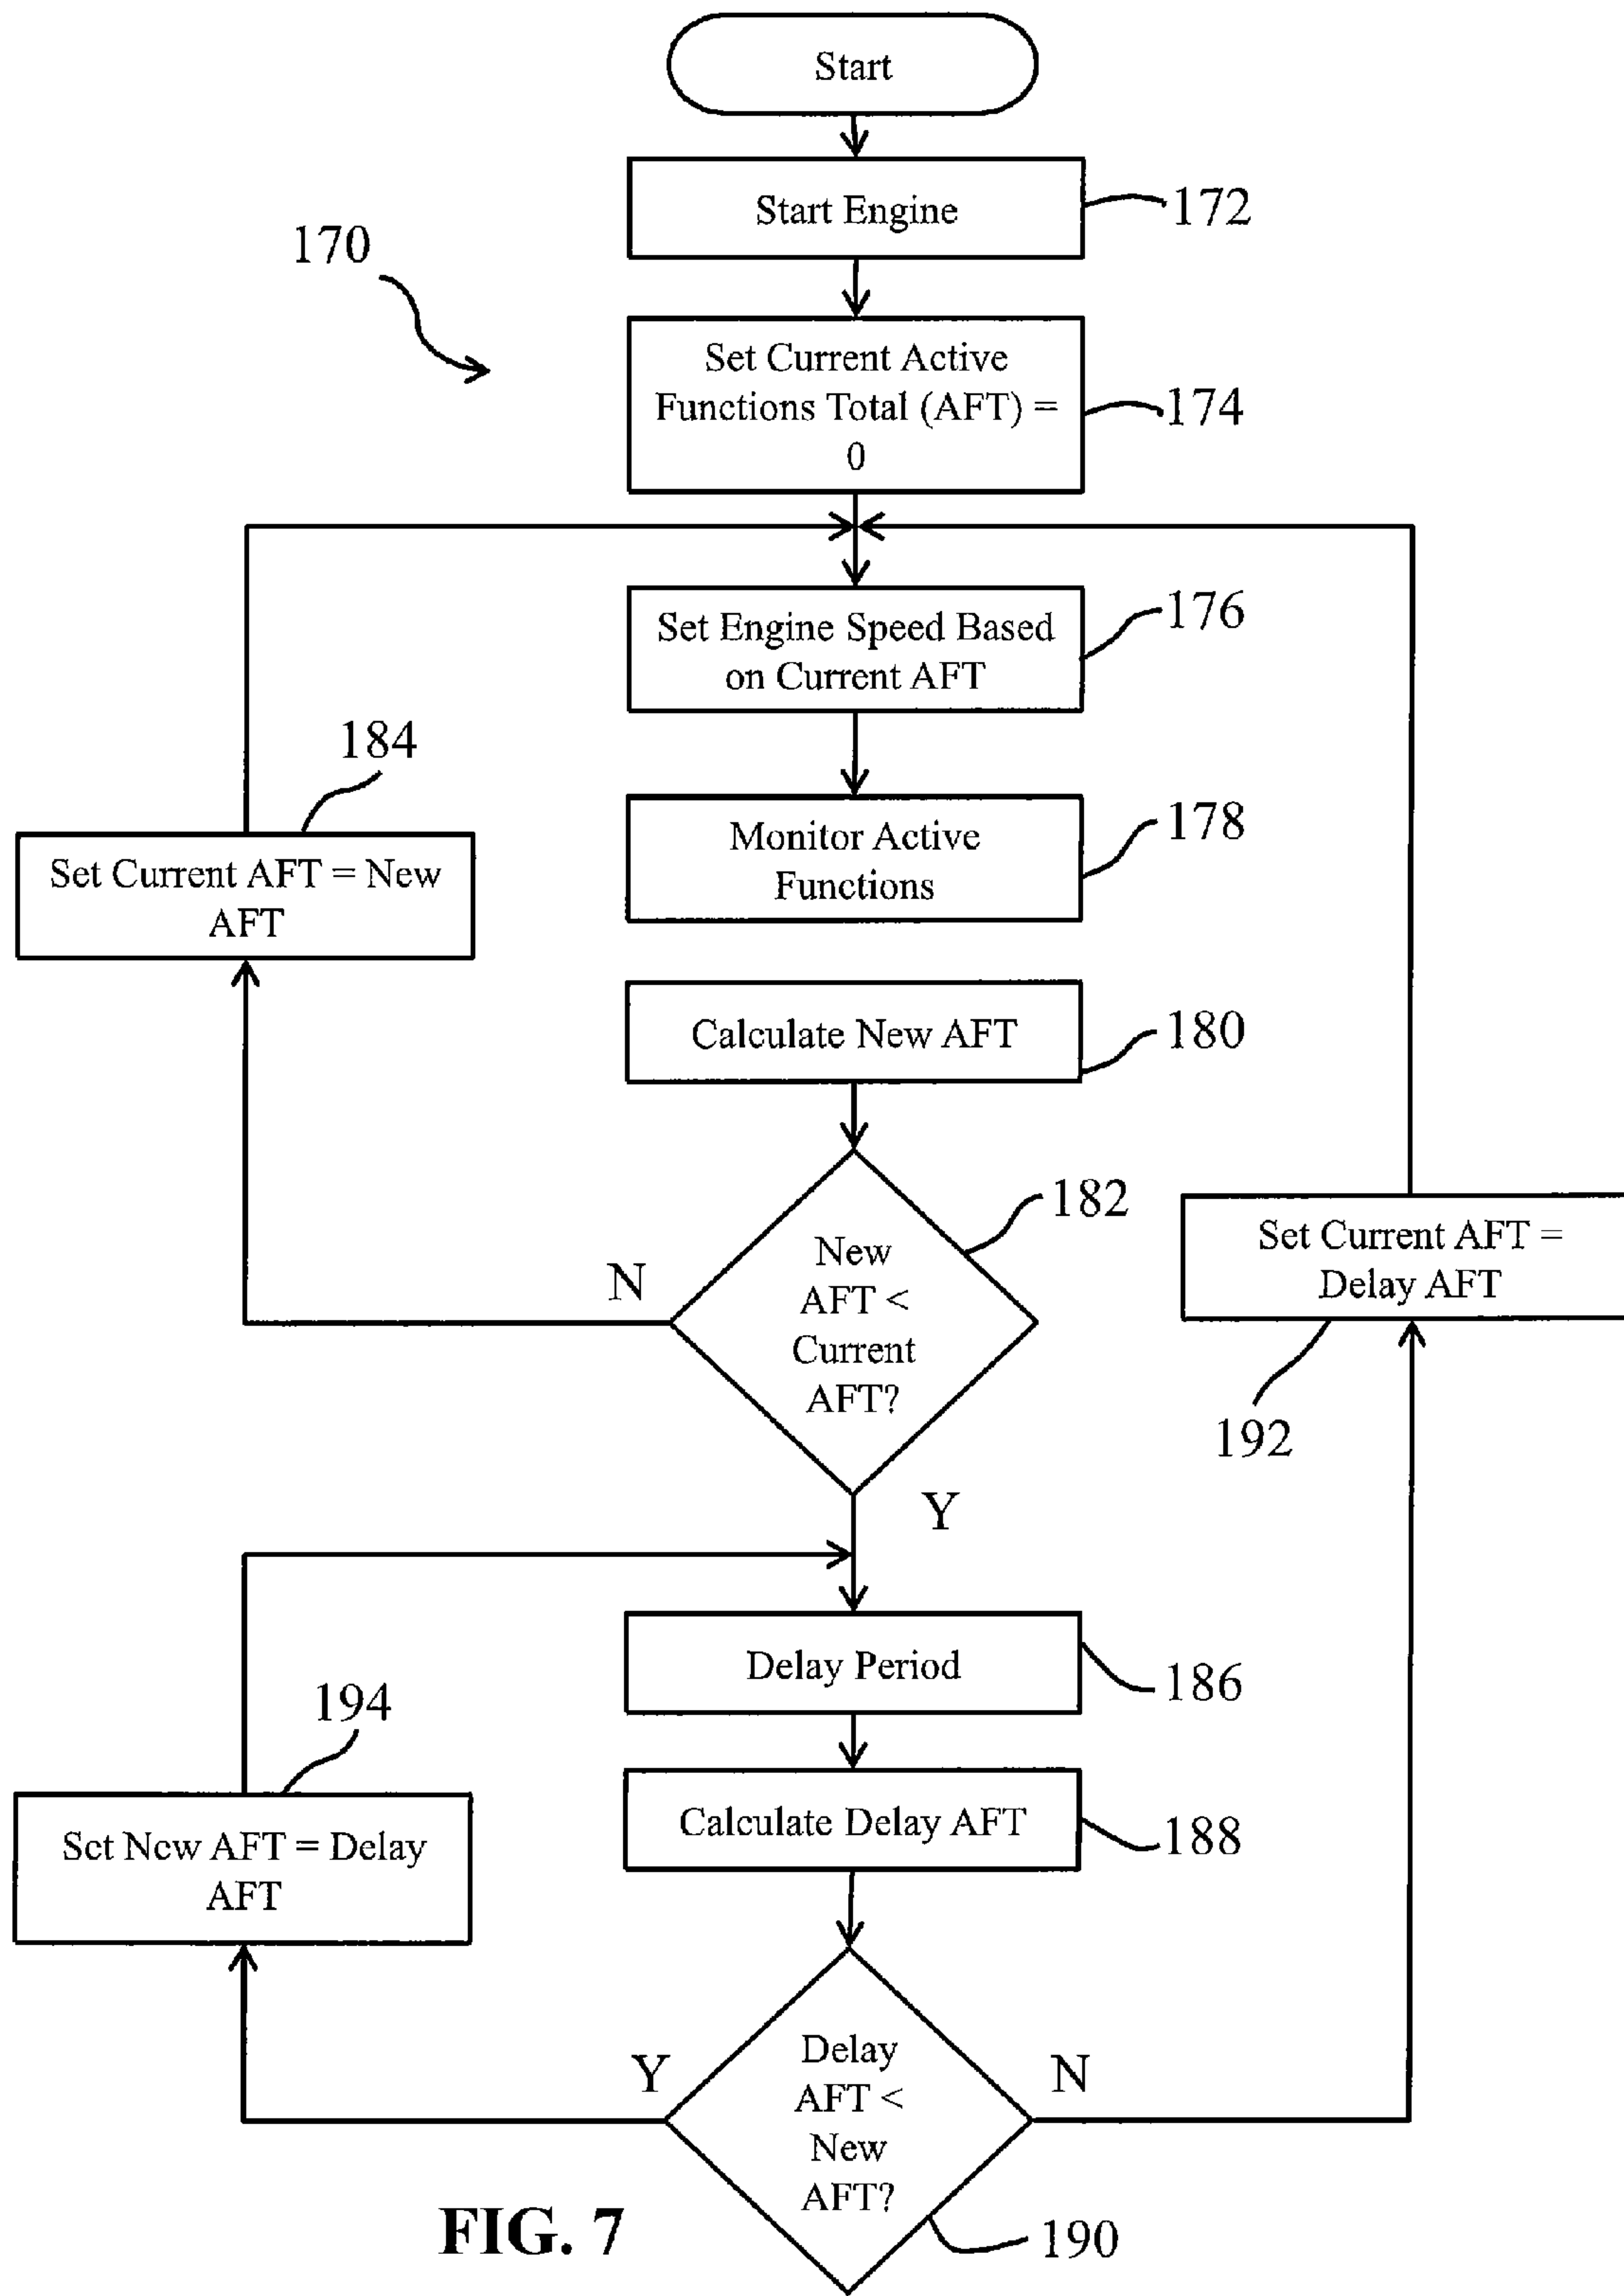 Start
Start Engine
172
170
Set Current Active
Functions Total (AFT) =
0
174
Set Engine Speed Based
on Current AFT
176
184
Set Current AFT = New
AFT
Monitor Active
Functions
178
Calculate New AFT
180
182
New
AFT <
Current
AFT?
N
Y
Set Current AFT =
Delay AFT
192
Delay Period
186
194
Set New AFT = Delay
AFT
Calculate Delay AFT
188
Delay
AFT <
New
AFT?
Y
N
190
FIG. 7